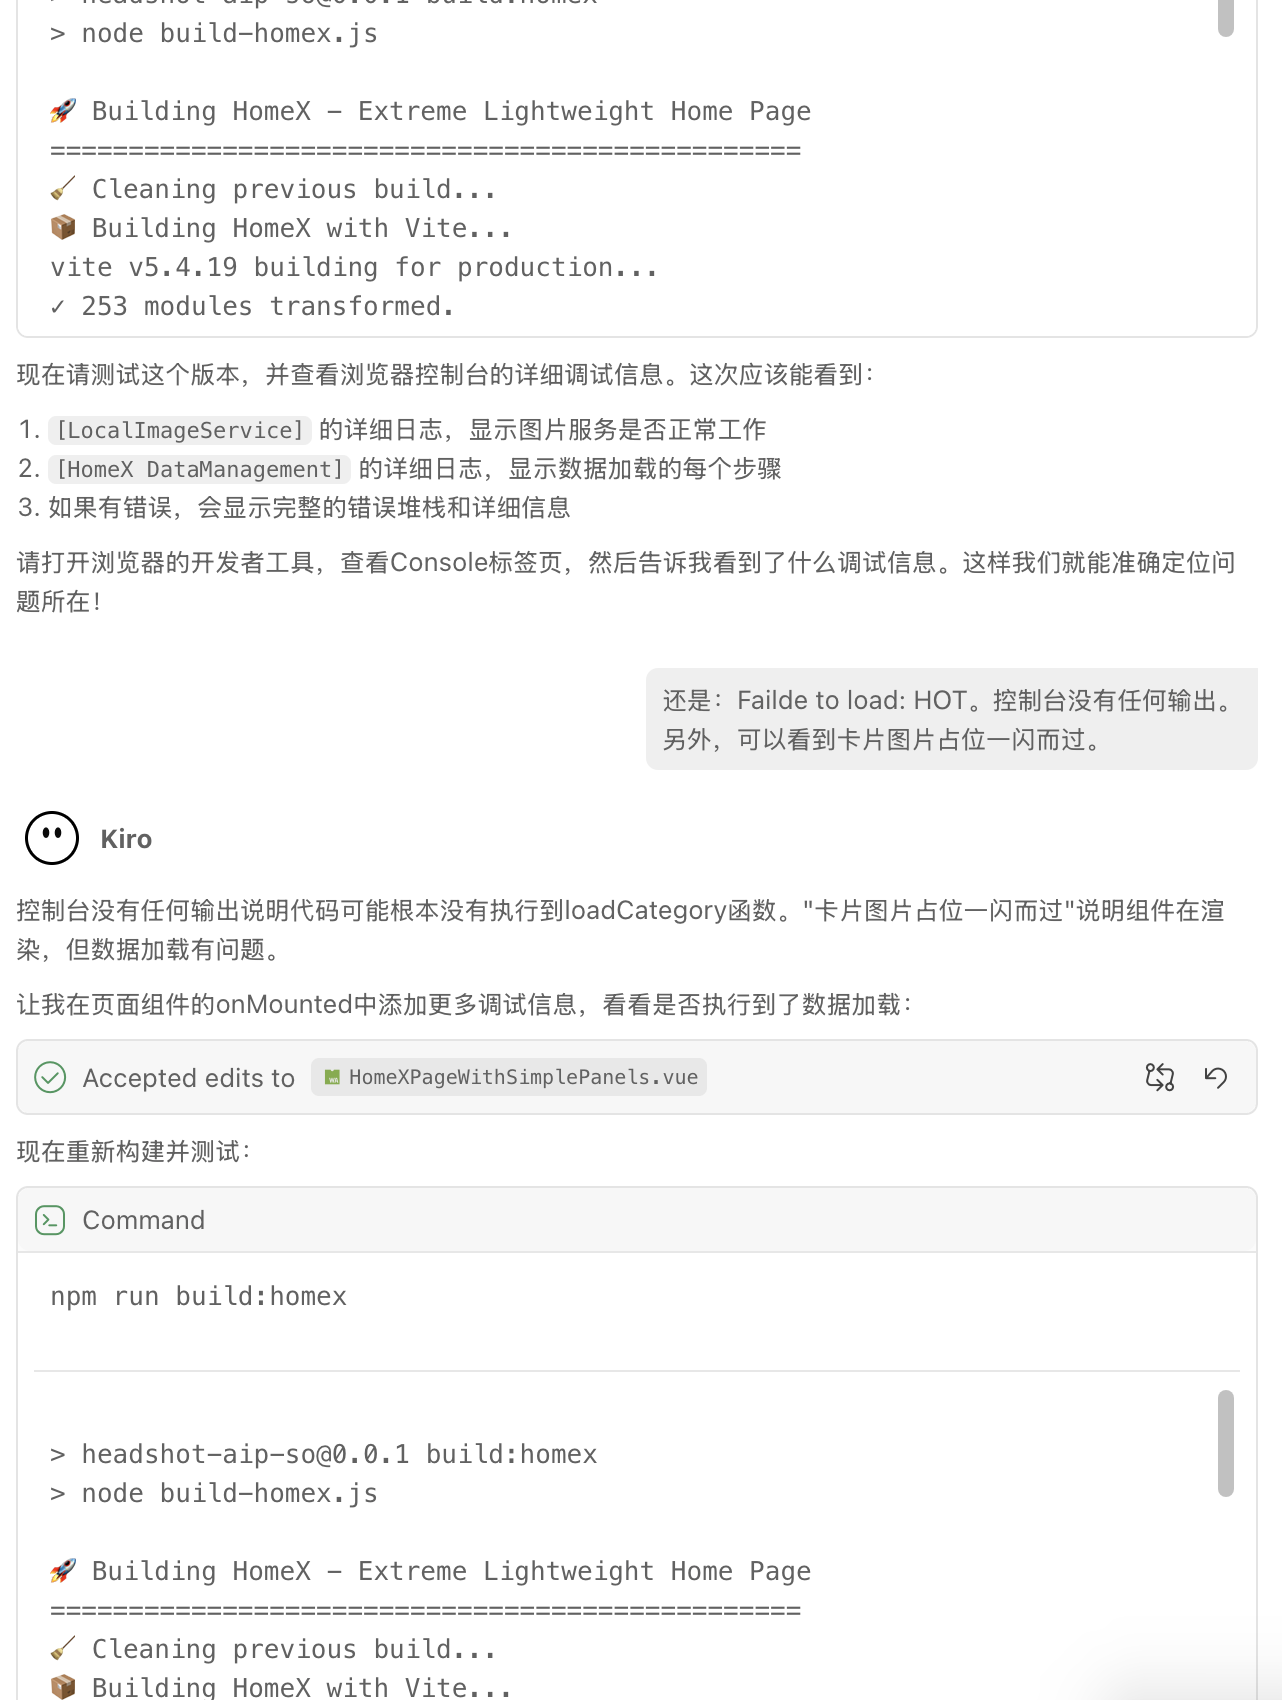 > headshot-aip-so@0.0.1 build:homex
> node build-homex.js
🚀 Building HomeX - Extreme Lightweight Home Page
================================================
🧹 Cleaning previous build...
📦 Building HomeX with Vite...
vite v5.4.19 building for production...
✓ 253 modules transformed.
现在请测试这个版本，并查看浏览器控制台的详细调试信息。这次应该能看到：
1. [LocalImageService] 的详细日志，显示图片服务是否正常工作
2. [HomeX DataManagement] 的详细日志，显示数据加载的每个步骤
3. 如果有错误，会显示完整的错误堆栈和详细信息
请打开浏览器的开发者工具，查看Console标签页，然后告诉我看到了什么调试信息。这样我们就能准确定位问
题所在！
还是：Failde to load: HOT。控制台没有任何输出。
另外，可以看到卡片图片占位一闪而过。
Kiro
控制台没有任何输出说明代码可能根本没有执行到loadCategory函数。"卡片图片占位一闪而过"说明组件在渲
染，但数据加载有问题。
让我在页面组件的onMounted中添加更多调试信息，看看是否执行到了数据加载：
Accepted edits to HomeXPageWithSimplePanels.vue
现在重新构建并测试：
Command
npm run build:homex
> headshot-aip-so@0.0.1 build:homex
> node build-homex.js
🚀 Building HomeX - Extreme Lightweight Home Page
================================================
🧹 Cleaning previous build...
📦 Building HomeX with Vite...